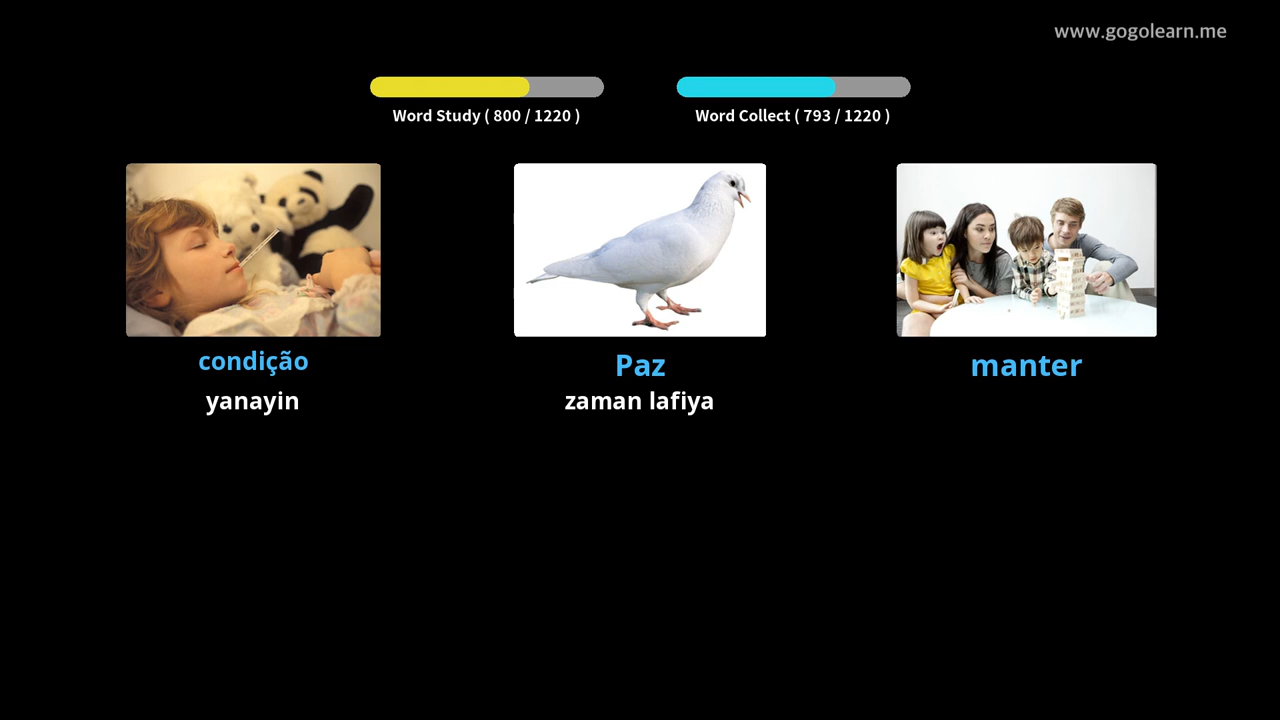 www.gogolearn.me
Word Study ( 800 / 1220 )
Word Collect ( 793 / 1220 )
condição
Paz
manter
yanayin
zaman lafiya